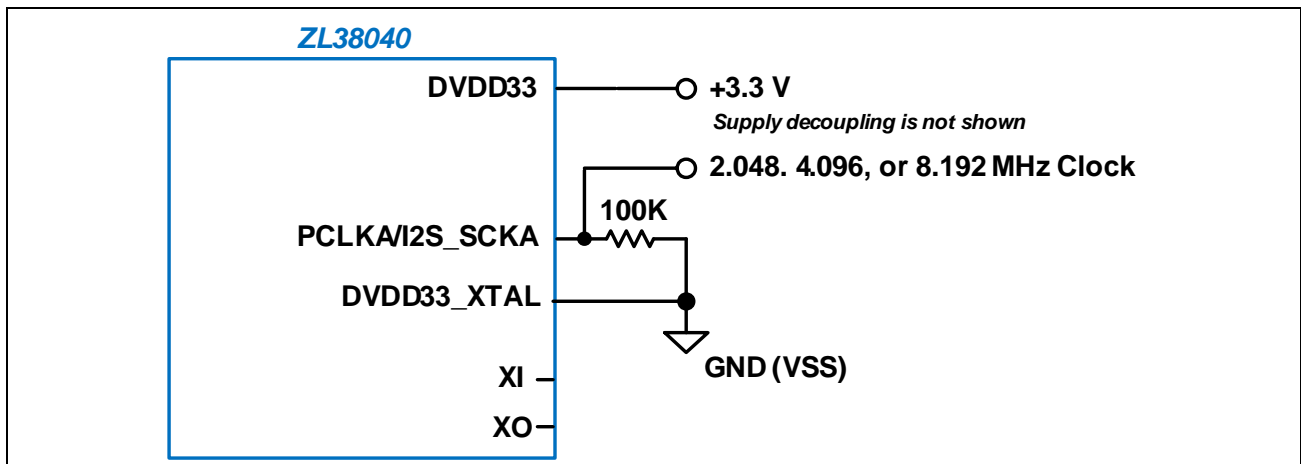 ZL38040
DVDD33
+3.3 V
Supply decoupling is not shown
2.048. 4.096, or 8.192 MHz Clock
100K
PCLKA/I2S_SCKA
DVDD33_XTAL
GND (VSS)
XI
XO